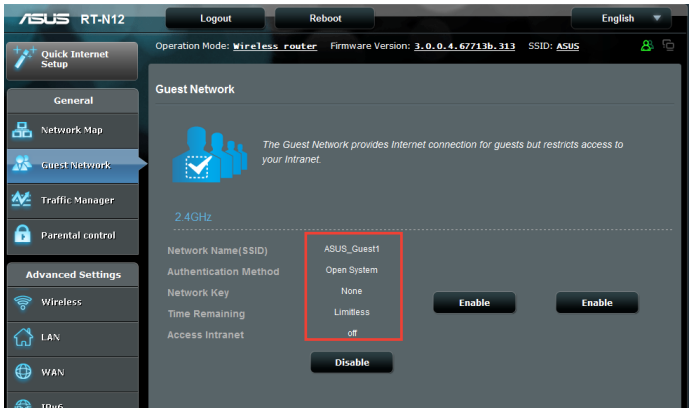 ASUS RT-N12 Logout Reboot English
Quick Internet Setup
Operation Mode: Wireless router Firmware Version: 3.0.0.4.67713b.313 SSID: ASUS
General
Network Map
Guest Network
Traffic Manager
Parental control
Advanced Settings
Wireless
LAN
WAN
IPv6
Guest Network
The Guest Network provides Internet connection for guests but restricts access to
your Intranet.
2.4GHz
Network Name(SSID) ASUS_Guest1
Authentication Method Open System
Network Key None
Time Remaining Limitless
Access Intranet off
Enable Enable
Disable